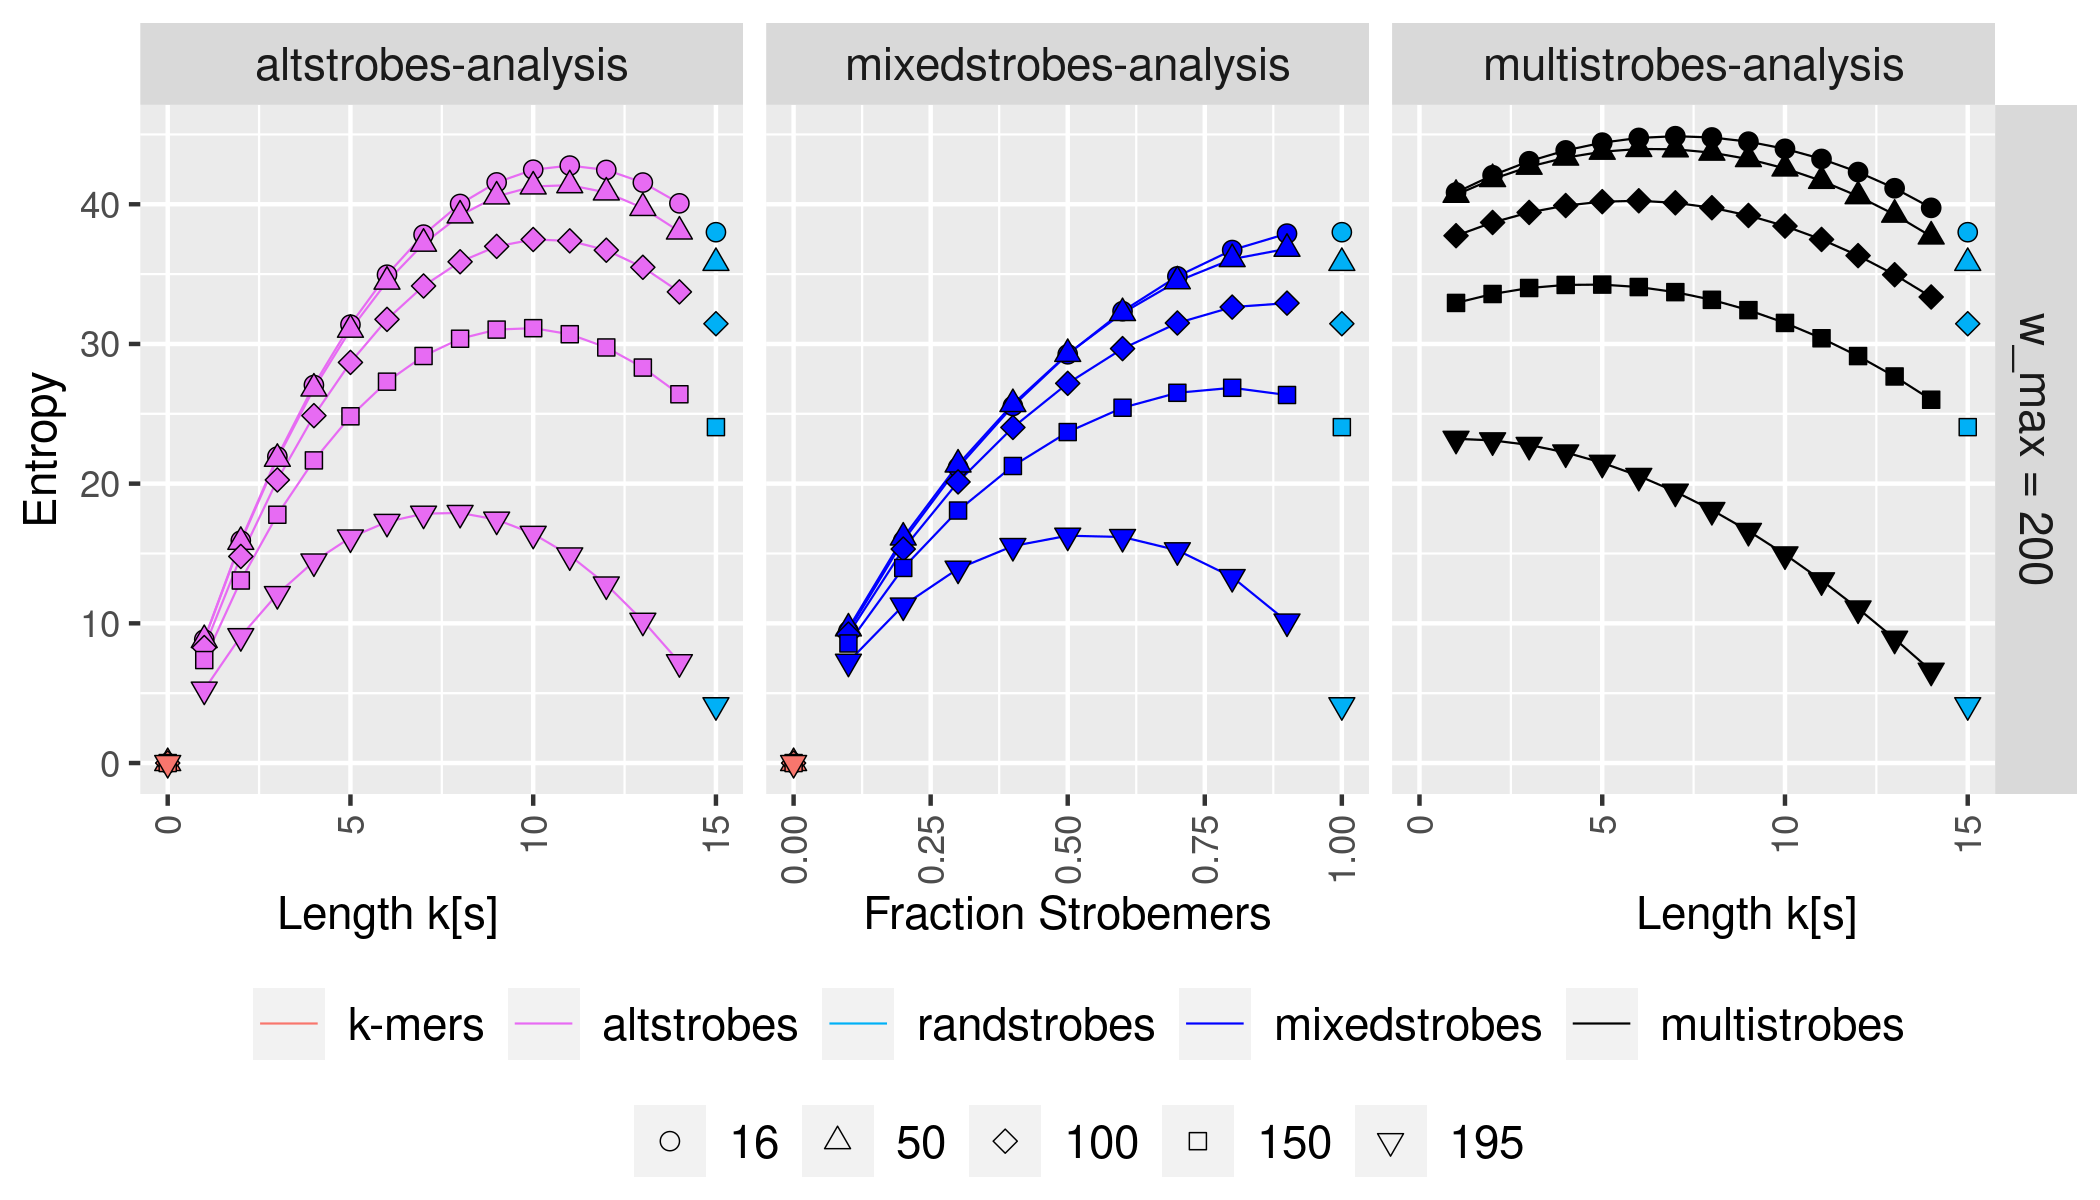 altstrobes-analysis
mixedstrobes-analysis
multistrobes-analysis
Entropy
40
30
20
10
0
w_max = 200
0 5 10 15
0.00 0.25 0.50 0.75 1.00
0 5 10 15
Length k[s]
Fraction Strobemers
Length k[s]
k-mers altstrobes randstrobes mixedstrobes multistrobes
16 50 100 150 195